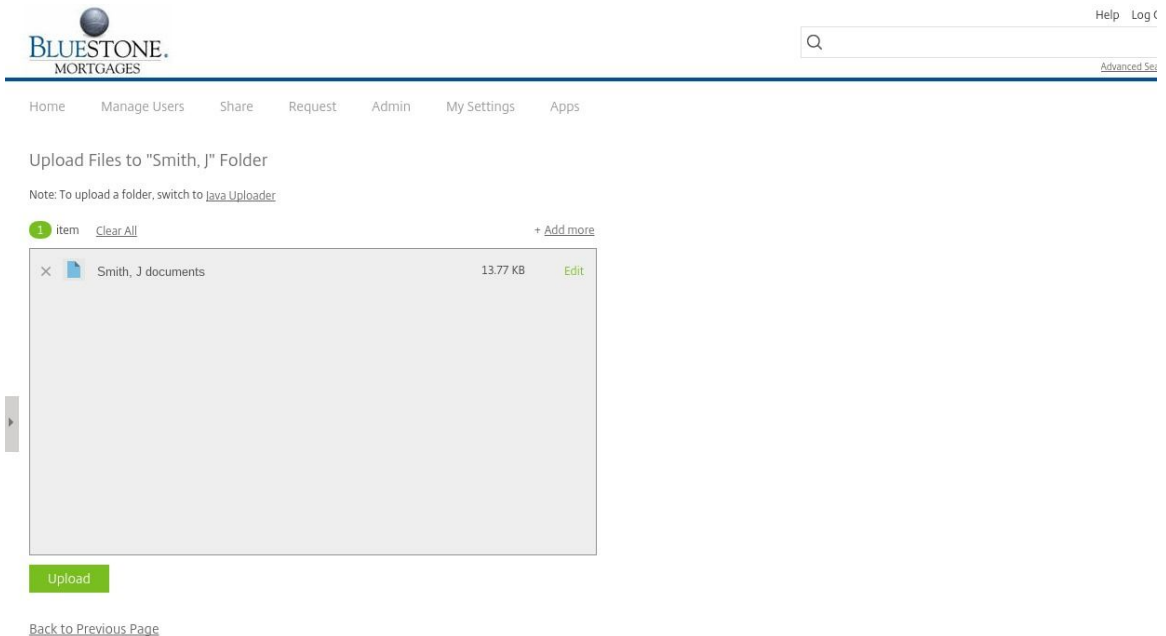 Help Log
BLUESTONE.
MORTGAGES
Advanced
Home Manage Users Share Request Admin My Settings Apps
Upload Files to "Smith, J" Folder
Note: To upload a folder, switch to Java Uploader
1 item Clear All + Add more
Smith, J documents 13.77 KB Edit
Upload
Back to Previous Page